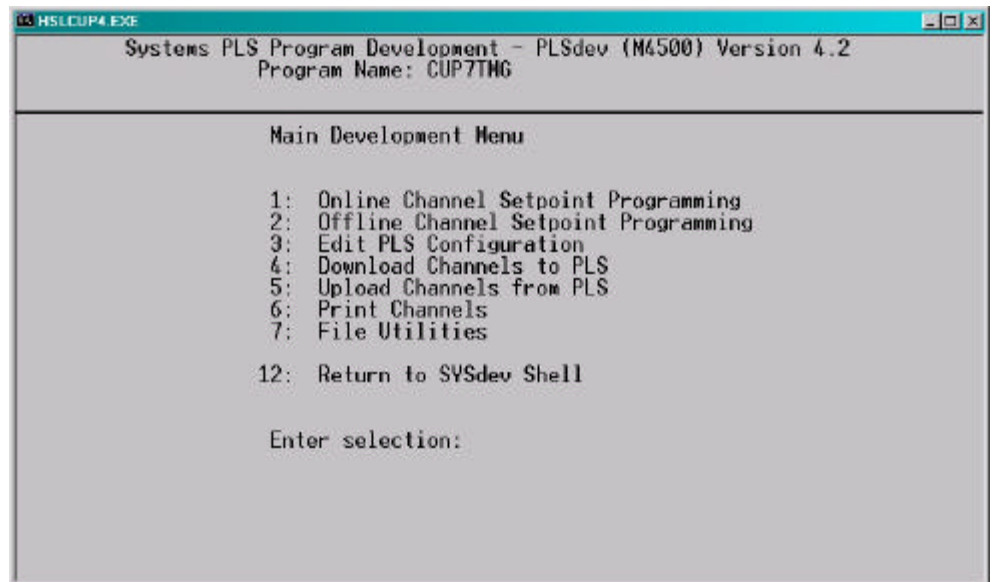 HSLCUP4.EXE
Systems PLS Program Development - PLSdev (M4500) Version 4.2
Program Name: CUP7TMG
Main Development Menu
1: Online Channel Setpoint Programming
2: Offline Channel Setpoint Programming
3: Edit PLS Configuration
4: Download Channels to PLS
5: Upload Channels from PLS
6: Print Channels
7: File Utilities
12: Return to SYSdev Shell
Enter selection: